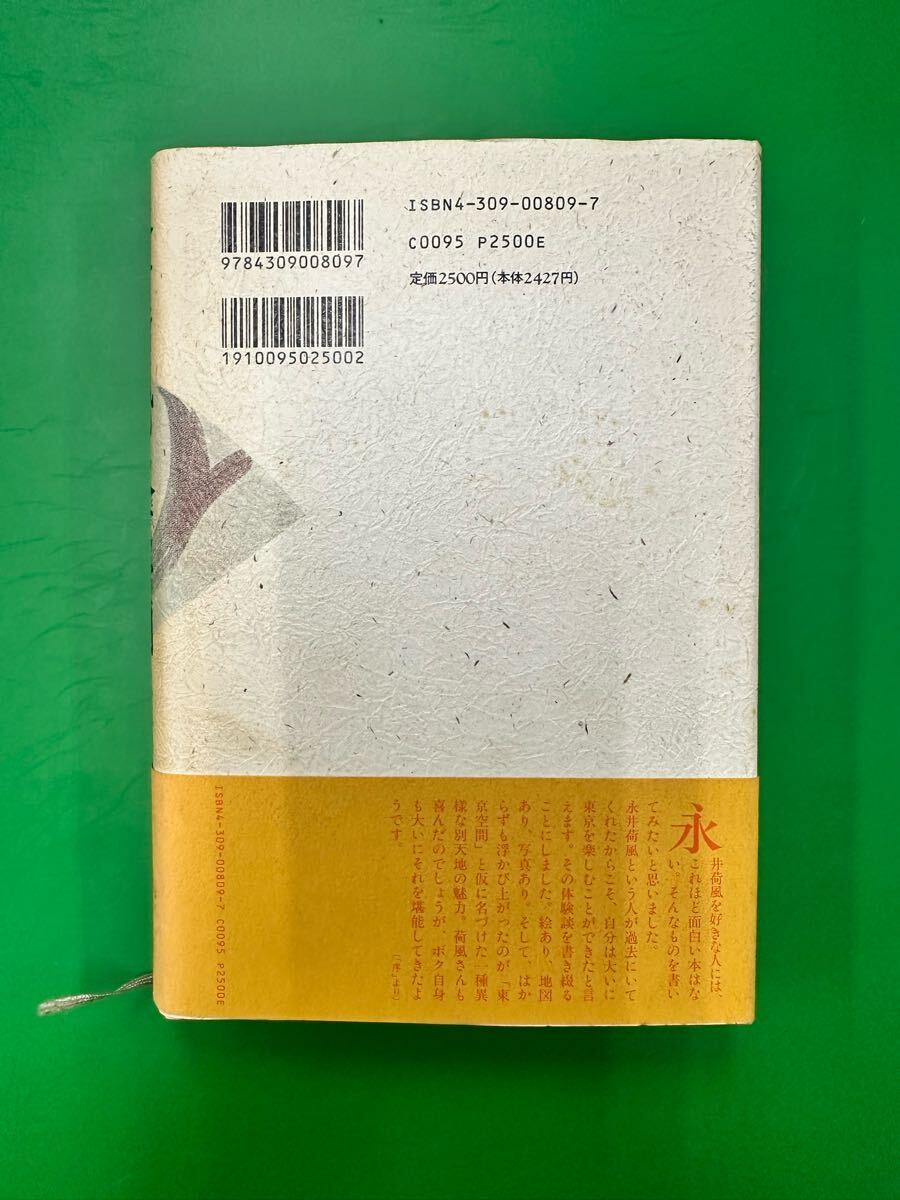 ISBN4-309-00809-7
C0095 P2500E
定価2500円(本体2427円)
9784309008097
1910095025002
永井荷風を好きな人には、
これほど面白い本はな
い。そんなものを書い
てみたいと思いました。
永井荷風という人が過去にいて
くれたからこそ、自分は大いに
東京を楽しむことができたと言
えます。その体験談を書き綴る
ことにしました。絵あり、地図
あり、写真あり。そして、はか
らずも浮かび上がったのが「東
京空間」と仮に名づけた一種異
様な別天地の魅力。荷風さんも
喜んだのでしょうが、ボク自身
も大いにそれを堪能してきたよ
うです。
(「序」より)
ISBN4-309-00809-7 C0095 P2500E